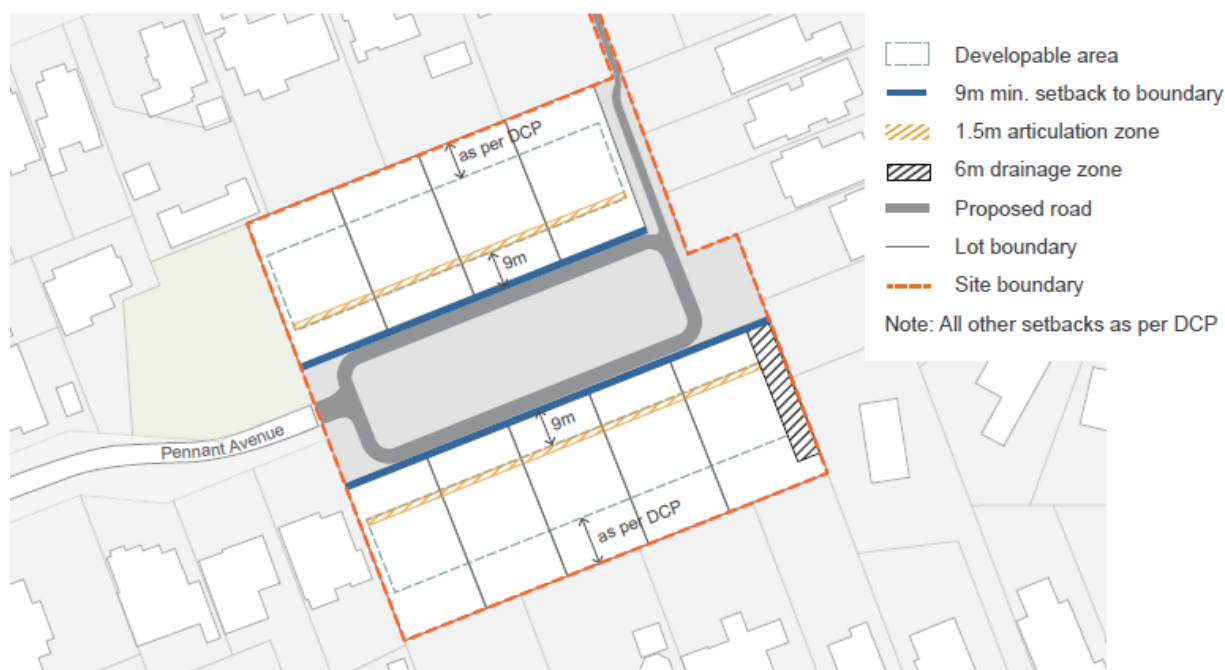 Developable area
9m min. setback to boundary
1.5m articulation zone
6m drainage zone
Proposed road
Lot boundary
Site boundary
Note: All other setbacks as per DCP
as per DCP
9m
9m
Pennant Avenue
as per DCP